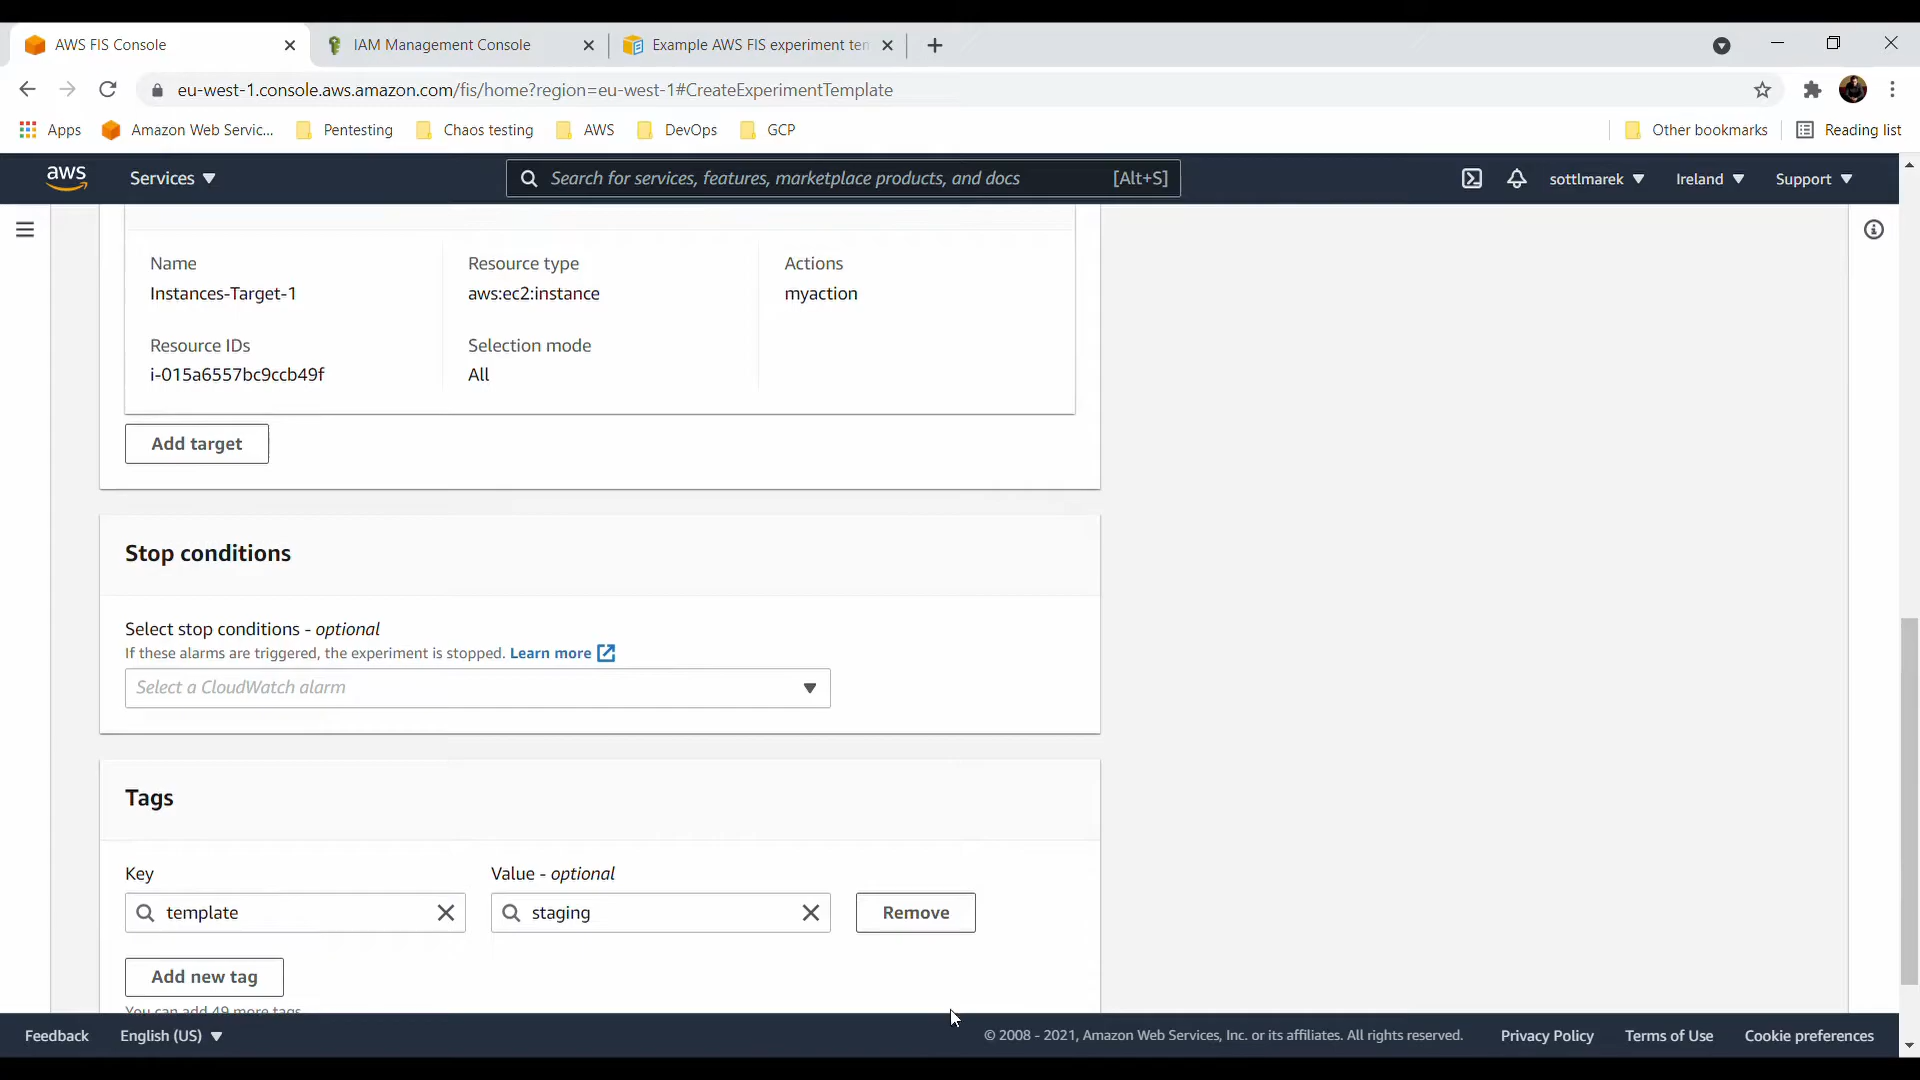 AWS FIS Console
IAM Management Console
Example AWS FIS experiment ten
eu-west-1.console.aws.amazon.com/fis/home?region=eu-west-1#CreateExperimentTemplate
Apps
Amazon Web Servic...
Pentesting
Chaos testing
AWS
DevOps
GCP
Other bookmarks
Reading list
aws
Services
Search for services, features, marketplace products, and docs
[Alt+S]
sottlmarek
Ireland
Support
Name
Resource type
Actions
Instances-Target-1
aws:ec2:instance
myaction
Resource IDs
Selection mode
i-015a6557bc9ccb49f
All
Add target
Stop conditions
Select stop conditions - optional
If these alarms are triggered, the experiment is stopped. Learn more
Select a CloudWatch alarm
Tags
Key
Value - optional
template
staging
Remove
Add new tag
You can add 49 more tags
Feedback
English (US)
© 2008 - 2021, Amazon Web Services, Inc. or its affiliates. All rights reserved.
Privacy Policy
Terms of Use
Cookie preferences